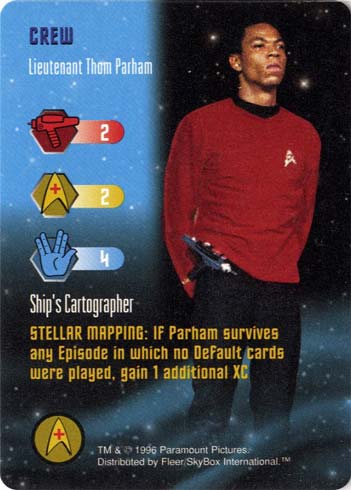 CREW
Lieutenant Thom Parham
2
2
4
Ship's Cartographer
STELLAR MAPPING: IF Parham survives
any Episode in which no DeFault cards
were played, gain 1 additional XC
TM & © 1996 Paramount Pictures.
Distributed by Fleer/SkyBox International.™